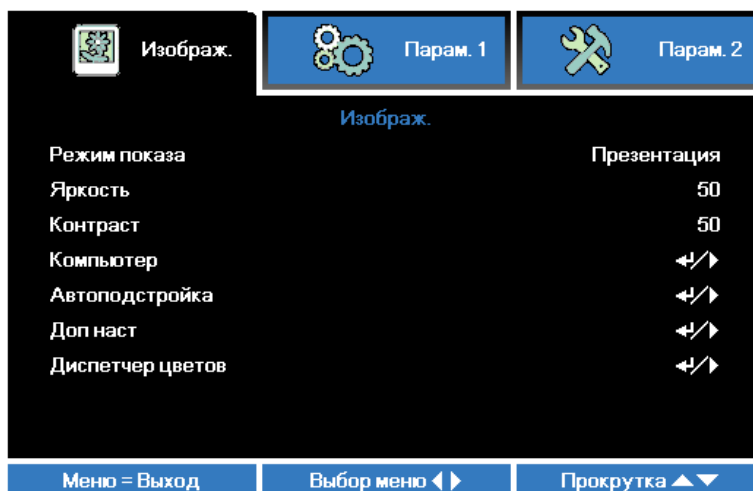 Изображ. Парам. 1 Парам. 2
Изображ.
Режим показа Презентация
Яркость 50
Контраст 50
Компьютер
Автоподстройка
Доп наст
Диспетчер цветов
Меню = Выход Выбор меню Прокрутка